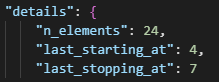 "details": {
"n_elements": 24,
"last_starting_at": 4,
"last_stopping_at": 7